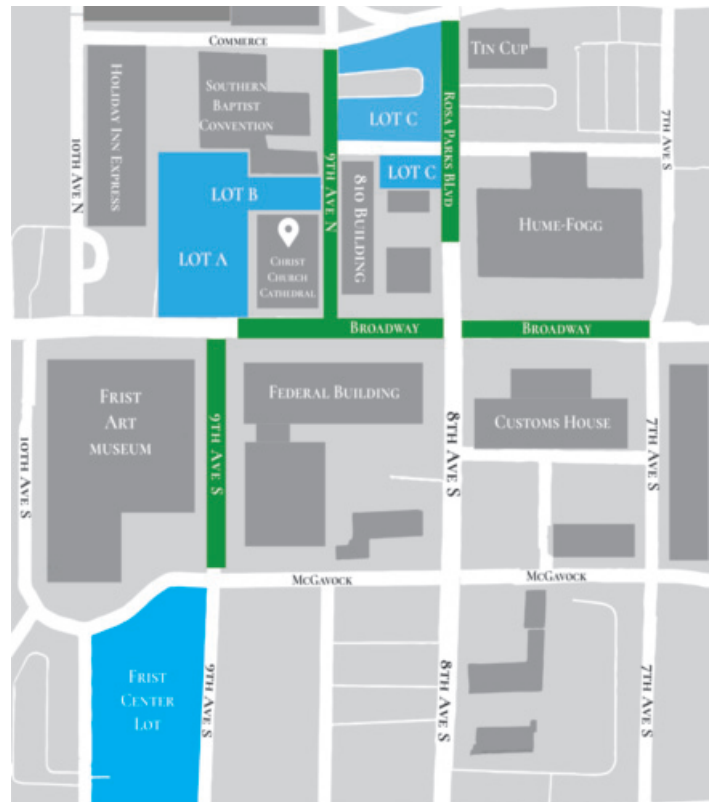 COMMERCE
TIN CUP
HOLIDAY INN EXPRESS
SOUTHERN
BAPTIST
CONVENTION
LOT C
ROSA PARKS BLVD
10TH AVE N
9TH AVE N
7TH AVE S
LOT C
LOT B
810 BUILDING
HUME-FOGG
LOT A
CHRIST
CHURCH
CATHEDRAL
BROADWAY
BROADWAY
FRIST
ART
MUSEUM
9TH AVE S
FEDERAL BUILDING
8TH AVE S
CUSTOMS HOUSE
10TH AVE S
7TH AVE S
MCGAVOCK
MCGAVOCK
FRIST
CENTER
LOT
9TH AVE S
8TH AVE S
7TH AVE S